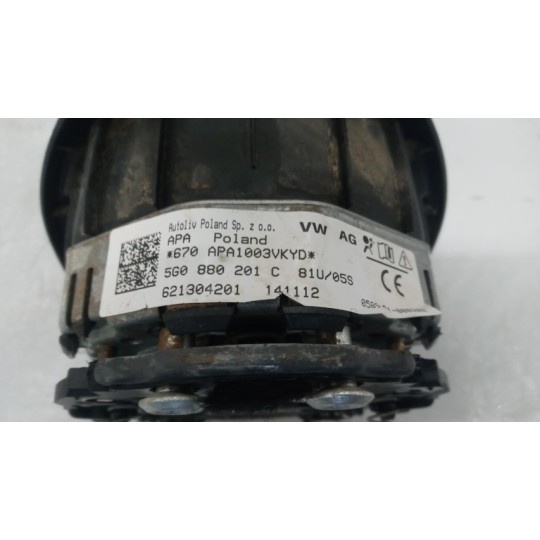 Autoliv Poland Sp. z o.o. VW AG
APA Poland
*670 APA1003VKYD*
5G0 880 201 C 81U/05S
621304201 141112
CE